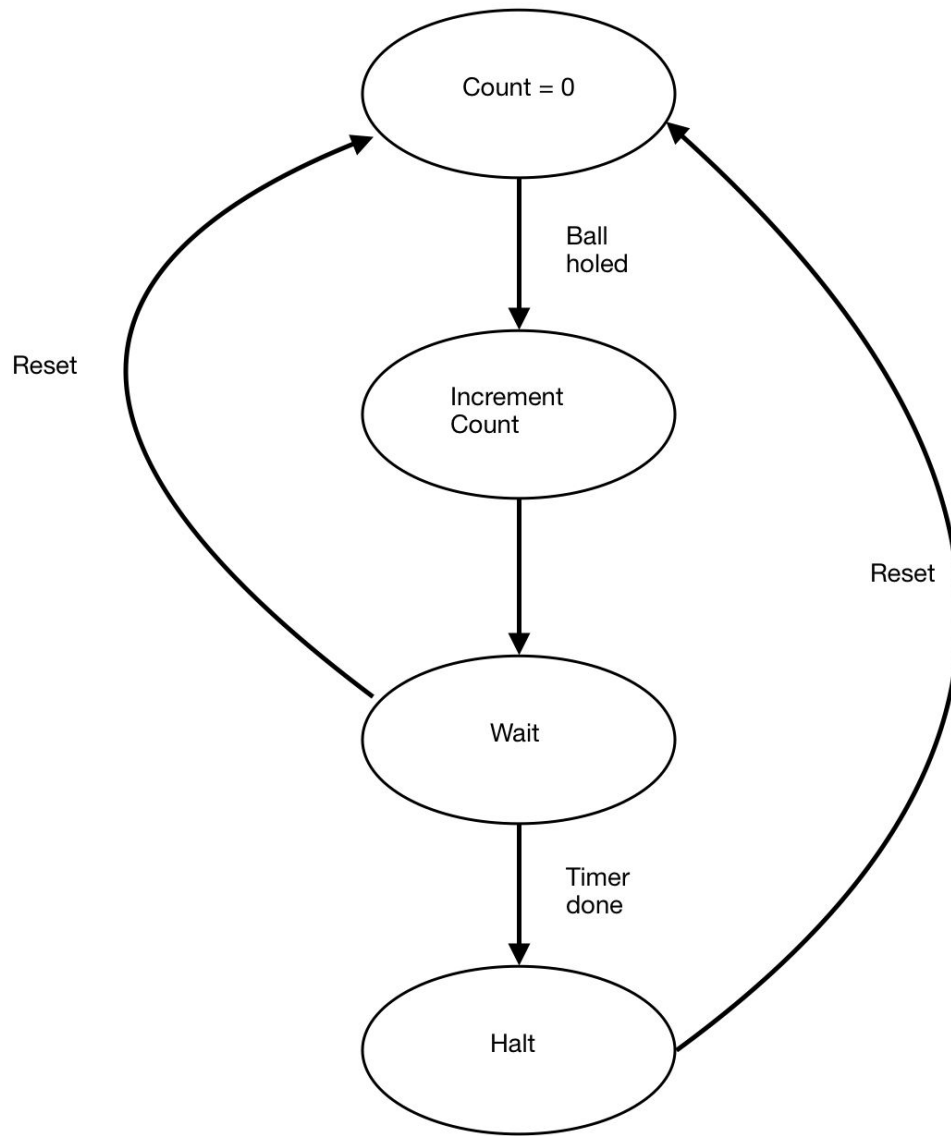 Count = 0
Ball
holed
Reset
Increment
Count
Reset
Wait
Timer
done
Halt